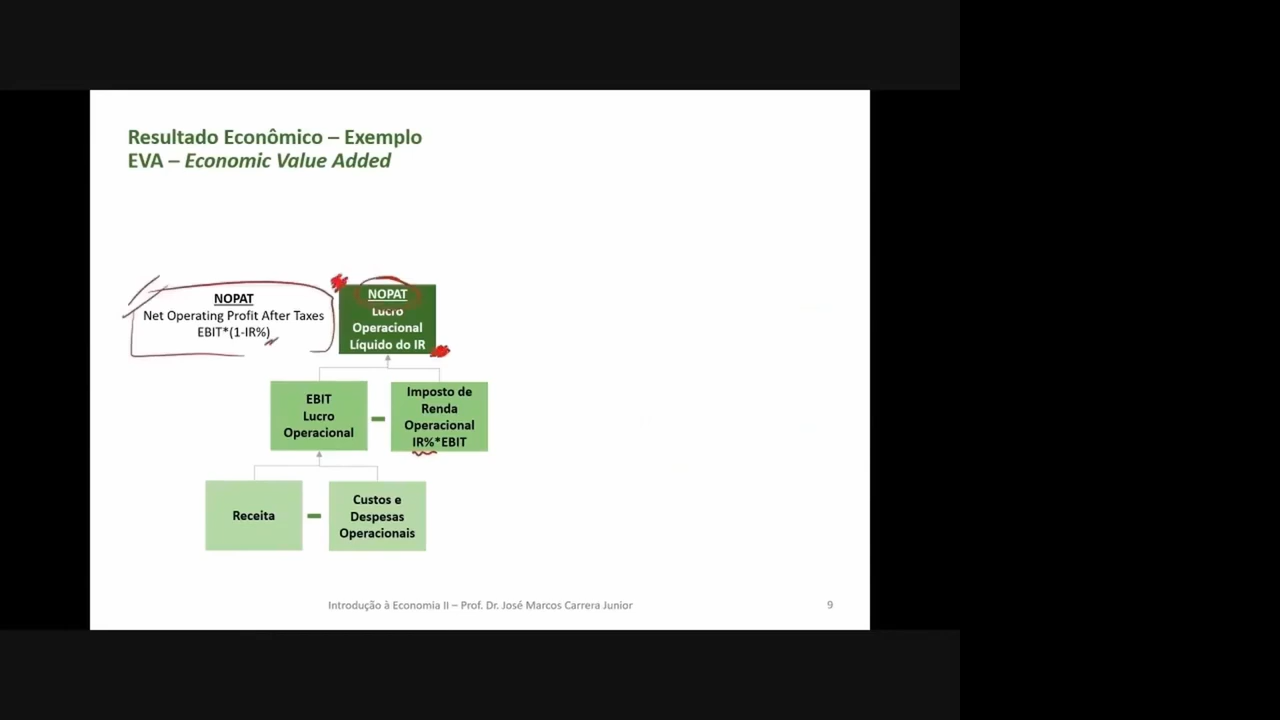 Resultado Econômico – Exemplo
EVA – Economic Value Added
NOPAT
Net Operating Profit After Taxes
EBIT*(1-IR%)
NOPAT
Lucro
Operacional
Líquido do IR
EBIT
Lucro
Operacional
Imposto de
Renda
Operacional
IR%*EBIT
Receita
Custos e
Despesas
Operacionais
Introdução à Economia II – Prof. Dr. José Marcos Carrera Junior
9